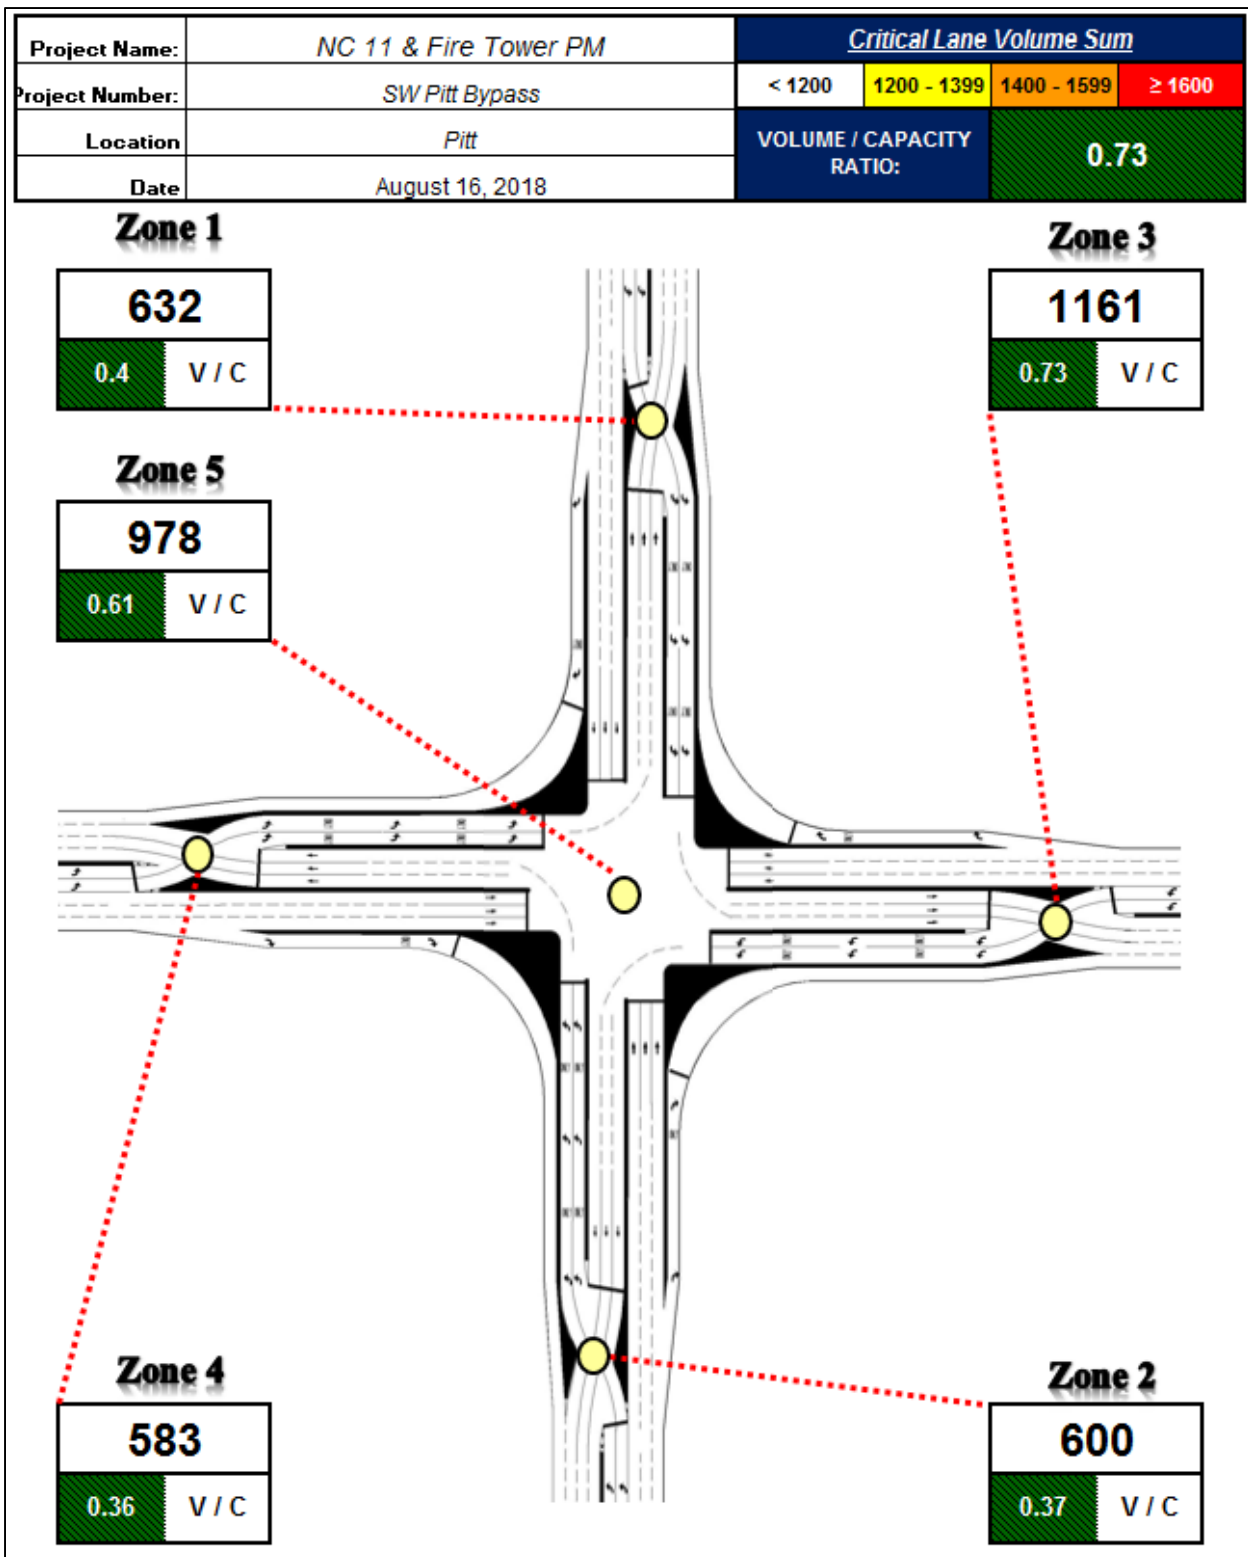 Project Name:
NC 11 & Fire Tower PM
Critical Lane Volume Sum
Project Number:
SW Pitt Bypass
< 1200
1200 - 1399
1400 - 1599
≥ 1600
Location
Pitt
VOLUME / CAPACITY
RATIO:
0.73
Date
August 16, 2018
Zone 1
632
0.4
V / C
Zone 3
1161
0.73
V / C
Zone 5
978
0.61
V / C
Zone 4
583
0.36
V / C
Zone 2
600
0.37
V / C